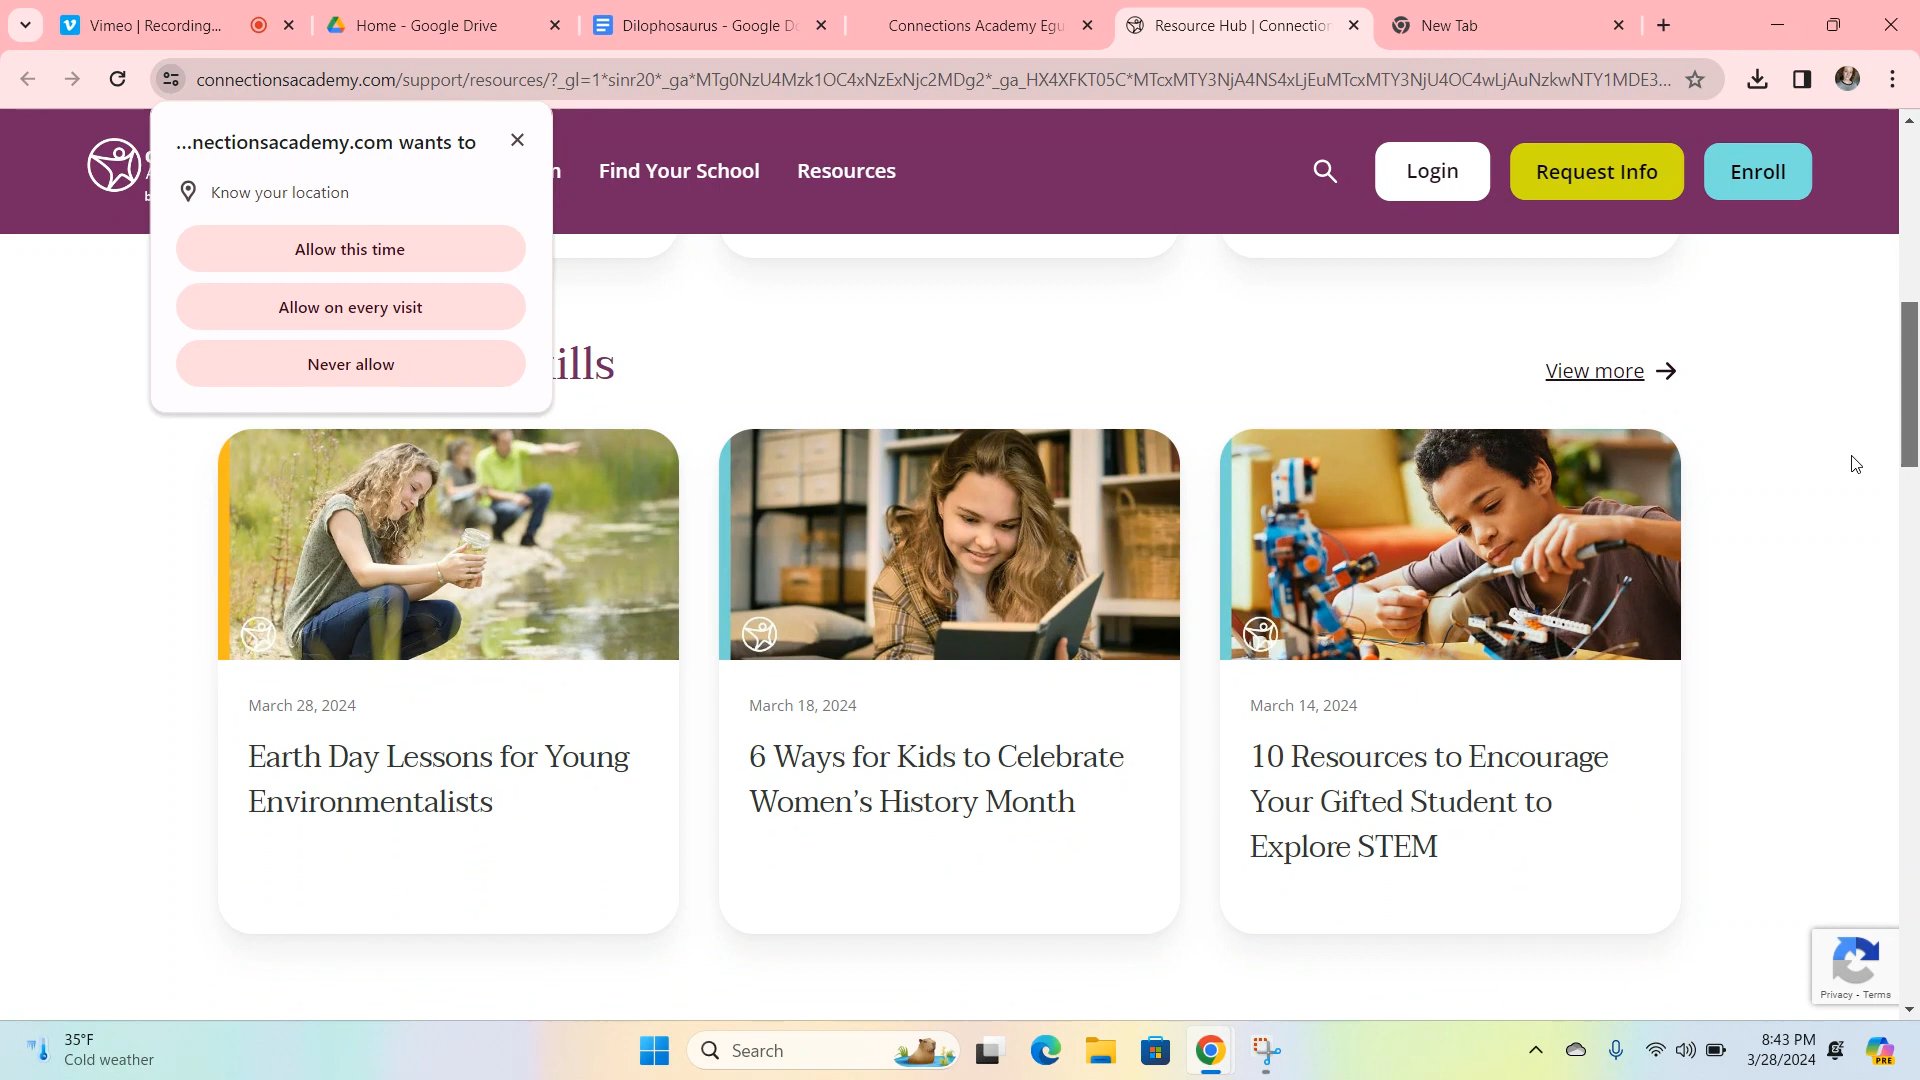 Vimeo | Recording...
Home - Google Drive
Dilophosaurus - Google Do
Connections Academy Egu
Resource Hub | Connection
New Tab
connectionsacademy.com/support/resources/?_gl=1*sinr20*_ga*MTg0NzU4Mzk1OC4xNzExNjc2MDg2*_ga_HX4XFKT05C*MTcxMTY3NjA4NS4xLjEuMTcxMTY3NjU4OC4wLjAuNzkwNTY1MDE3...
...nectionsacademy.com wants to
Know your location
Allow this time
Allow on every visit
Never allow
Find Your School
Resources
Login
Request Info
Enroll
ills
View more
March 28, 2024
Earth Day Lessons for Young
Environmentalists
March 18, 2024
6 Ways for Kids to Celebrate
Women’s History Month
March 14, 2024
10 Resources to Encourage
Your Gifted Student to
Explore STEM
Privacy - Terms
35°F
Cold weather
Search
8:43 PM
3/28/2024
PRE